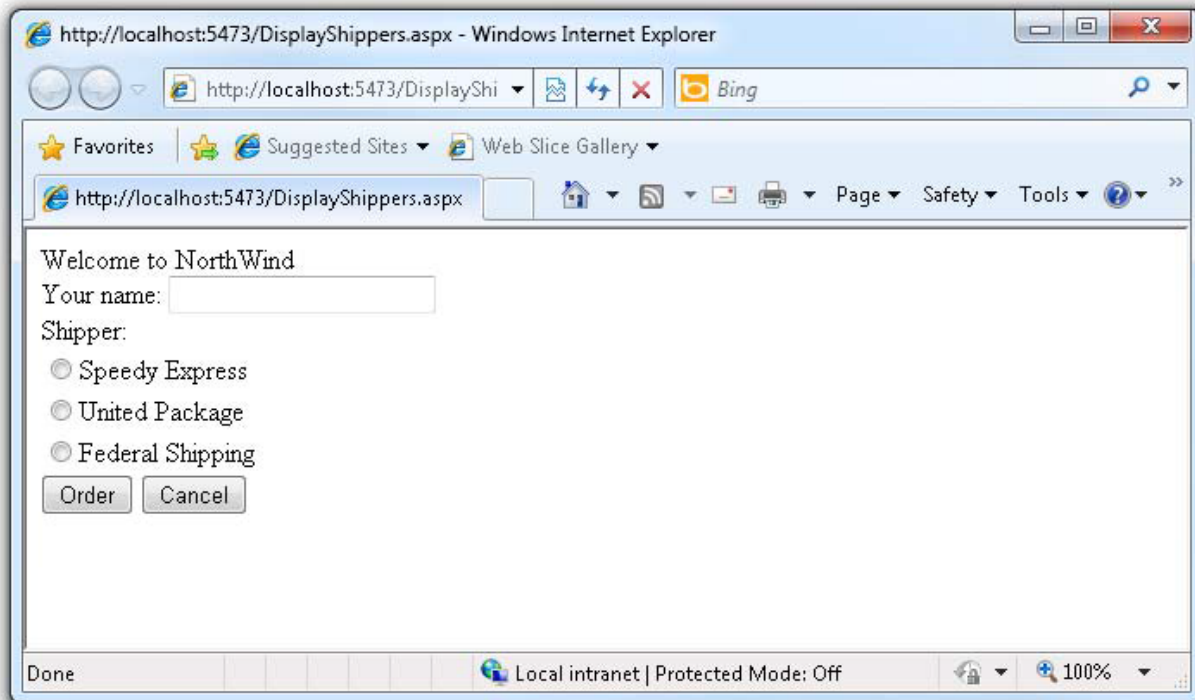 http://localhost:5473/DisplayShippers.aspx - Windows Internet Explorer
http://localhost:5473/DisplayShi
Bing
Favorites
Suggested Sites
Web Slice Gallery
http://localhost:5473/DisplayShippers.aspx
Page
Safety
Tools
Welcome to NorthWind
Your name:
Shipper:
Speedy Express
United Package
Federal Shipping
Order Cancel
Done
Local intranet | Protected Mode: Off
100%